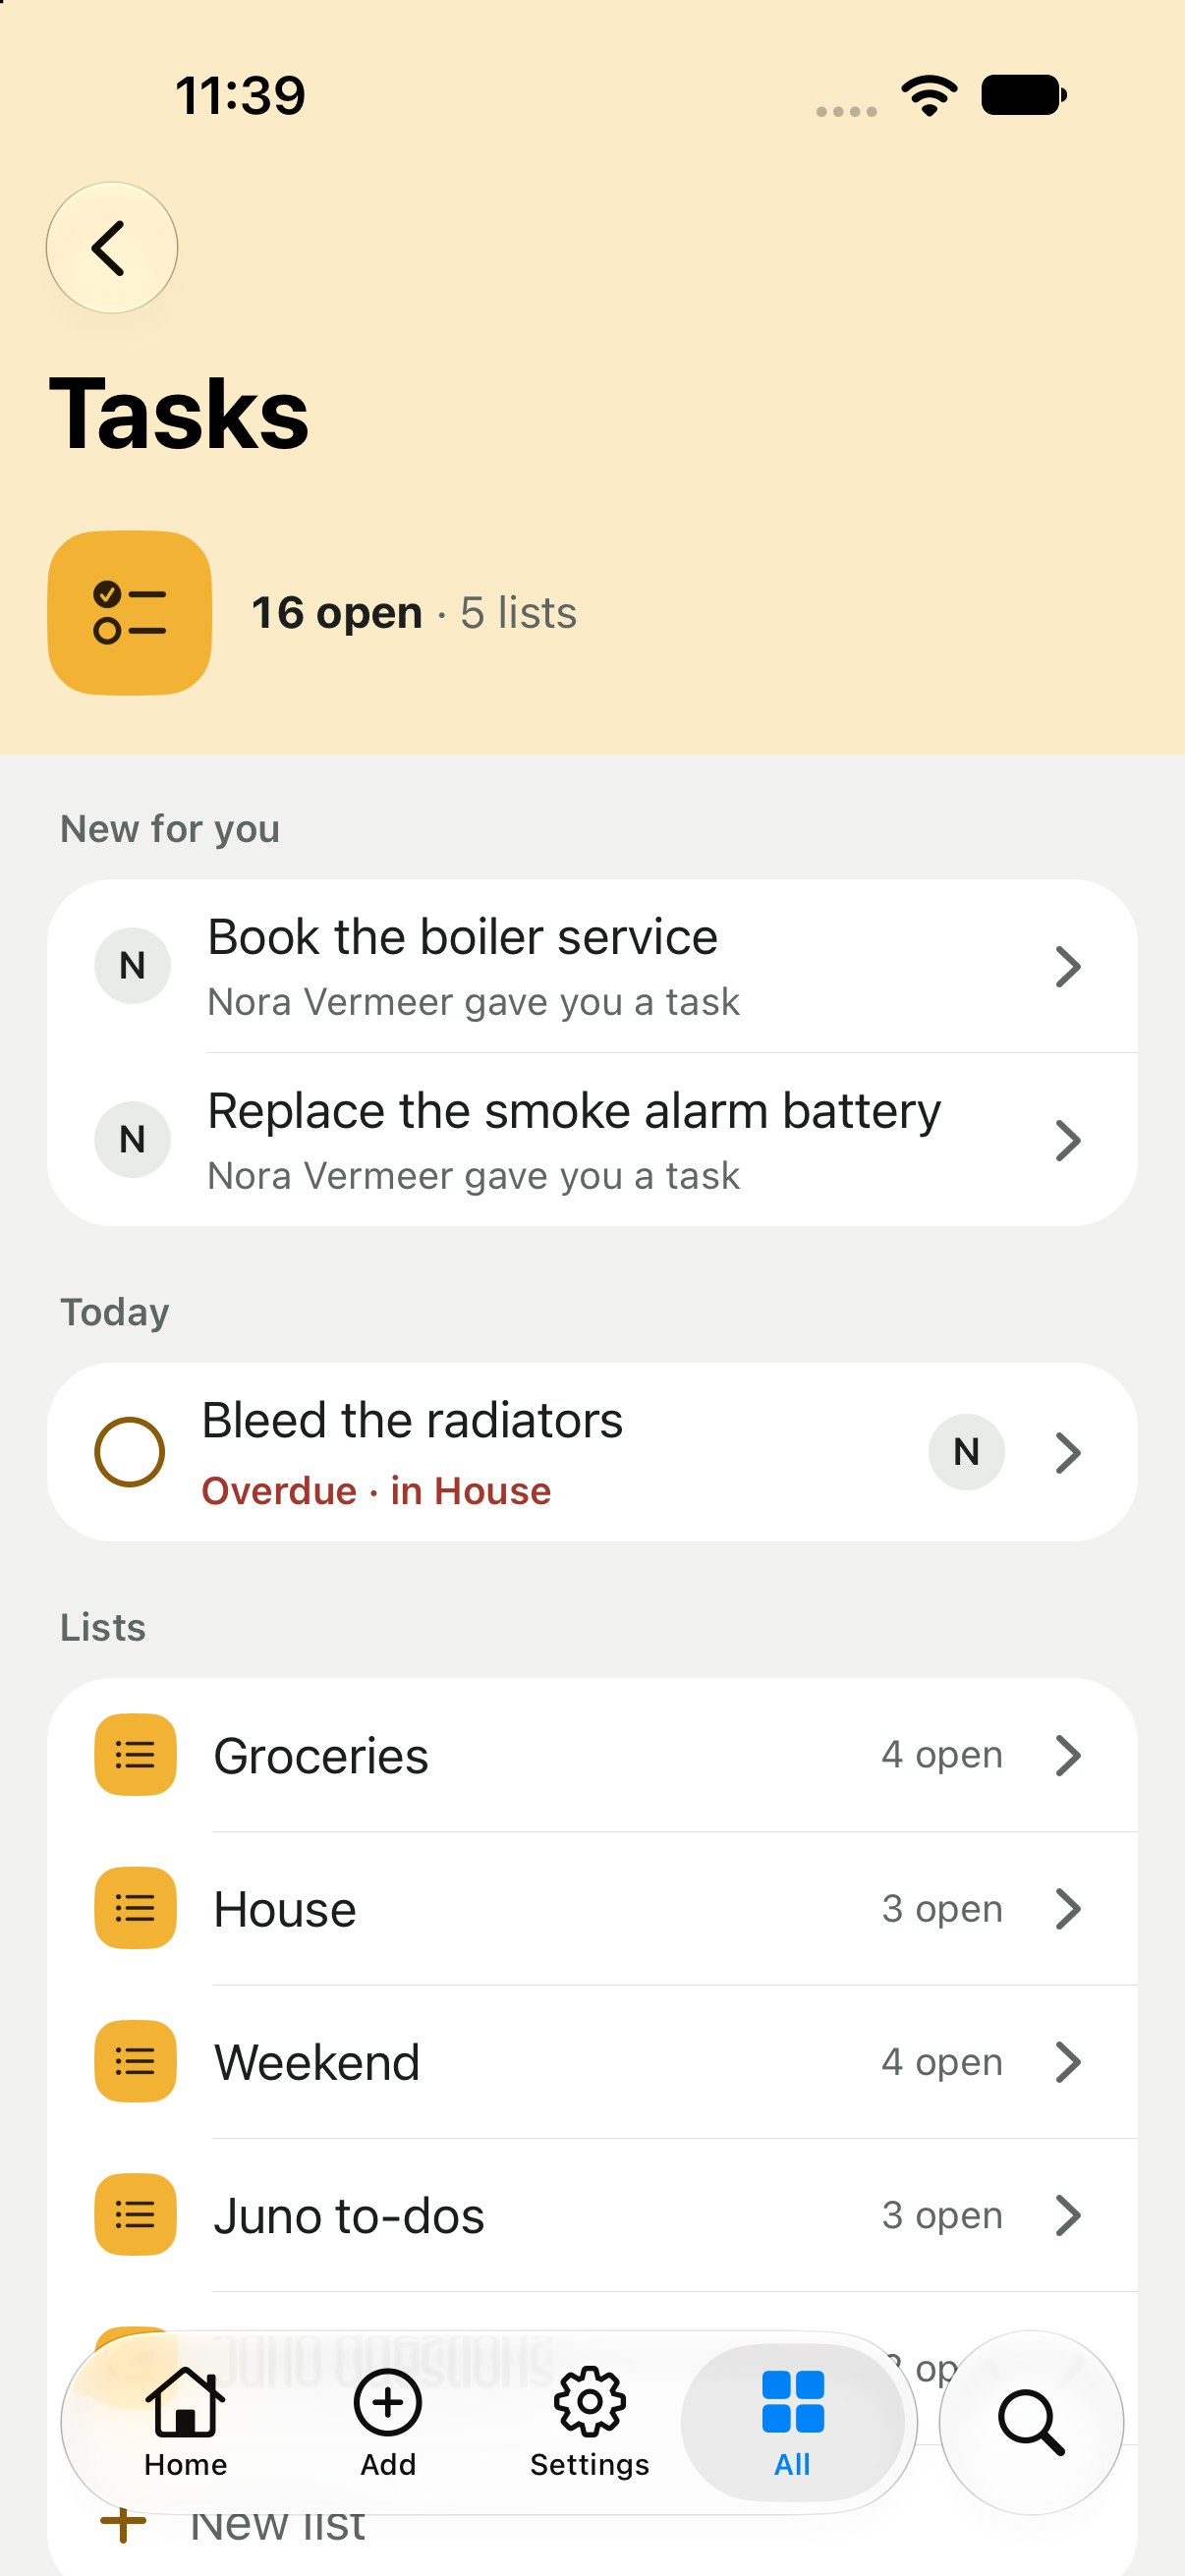 11:39
Tasks
16 open · 5 lists
New for you
N
Book the boiler service
Nora Vermeer gave you a task
N
Replace the smoke alarm battery
Nora Vermeer gave you a task
Today
Bleed the radiators
Overdue · in House
N
Lists
Groceries
4 open
House
3 open
Weekend
4 open
Juno to-dos
3 open
Home
Add
Settings
All
New list